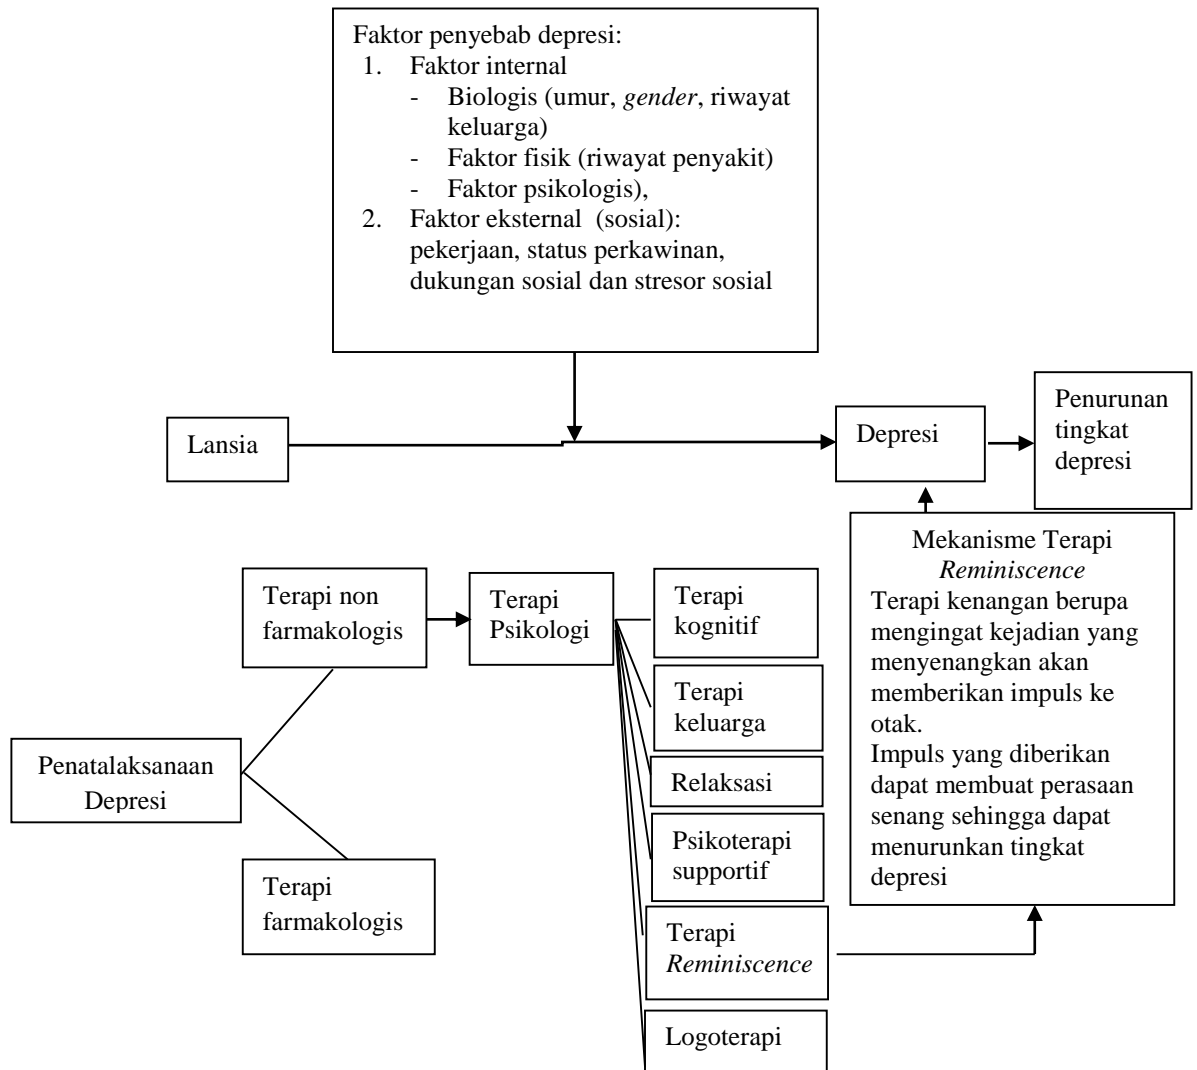 Faktor penyebab depresi:
1. Faktor internal
- Biologis (umur, gender, riwayat
keluarga)
- Faktor fisik (riwayat penyakit)
- Faktor psikologis),
2. Faktor eksternal (sosial):
pekerjaan, status perkawinan,
dukungan sosial dan stresor sosial
Lansia
Depresi
Penurunan
tingkat
depresi
Penatalaksanaan
Depresi
Terapi non
farmakologis
Terapi
farmakologis
Terapi
Psikologi
Terapi
kognitif
Terapi
keluarga
Relaksasi
Psikoterapi
supportif
Terapi
Reminiscence
Logoterapi
Mekanisme Terapi
Reminiscence
Terapi kenangan berupa
mengingat kejadian yang
menyenangkan akan
memberikan impuls ke
otak.
Impuls yang diberikan
dapat membuat perasaan
senang sehingga dapat
menurunkan tingkat
depresi